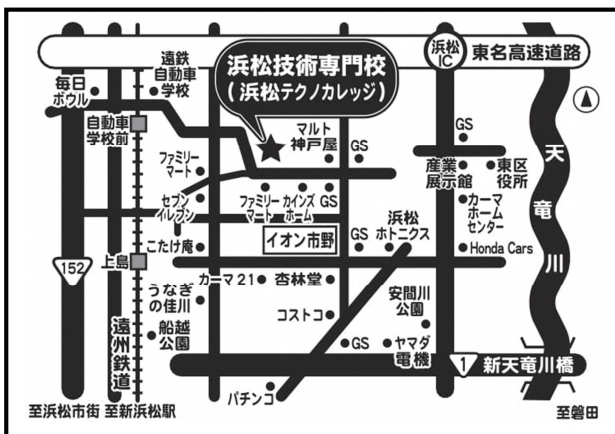 浜松
IC
東名高速道路
遠鉄
自動車
学校
浜松技術専門校
(浜松テクノカレッジ)
毎日
ボウル
自動車
学校前
マルト
神戸屋
GS
GS
産業
展示館
東区
役所
天竜川
ファミリー
マート
セブン
イレブン
ファミリー
マート
カインズ
ホーム
GS
カーマ
ホーム
センター
浜松
ホトニクス
イオン市野
GS
Honda Cars
こたけ庵
上島
152
カーマ21
杏林堂
うなぎ
の佳川
安間川
公園
コストコ
船越
公園
遠州鉄道
GS
ヤマダ
電機
1
新天竜川橋
パチンコ
至浜松市街
至新浜松駅
至磐田